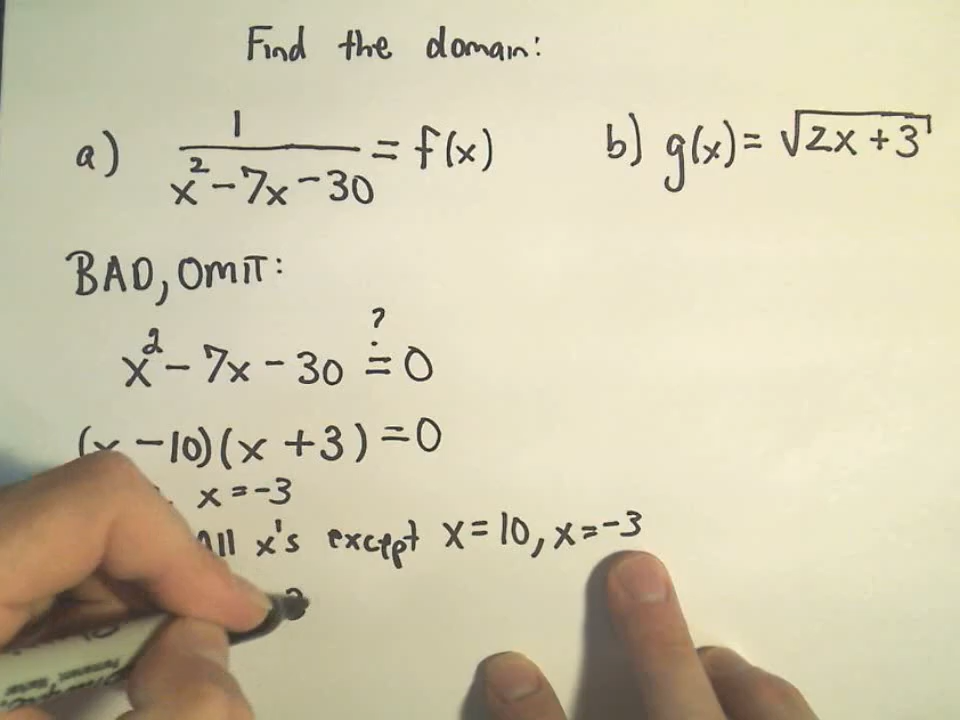 Find the domain:
a) 1/(x² - 7x - 30) = f(x)
b) g(x) = √(2x + 3)
BAD, OMIT:
x² - 7x - 30 ≟ 0
(x - 10)(x + 3) = 0
x = -3
All x's except x = 10, x = -3